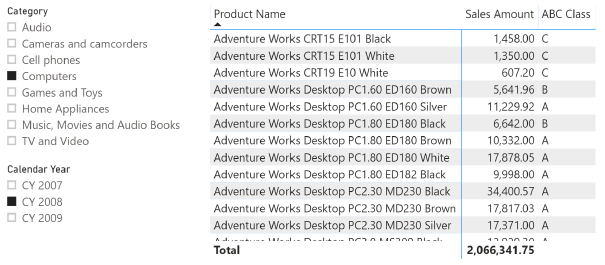 Category
Audio
Cameras and camcorders
Cell phones
Computers
Games and Toys
Home Appliances
Music, Movies and Audio Books
TV and Video
Calendar Year
CY 2007
CY 2008
CY 2009
Product Name Sales Amount ABC Class
Adventure Works CRT15 E101 Black 1,458.00 C
Adventure Works CRT15 E101 White 1,350.00 C
Adventure Works CRT19 E10 White 607.20 C
Adventure Works Desktop PC1.60 ED160 Brown 5,641.96 B
Adventure Works Desktop PC1.60 ED160 Silver 11,229.92 A
Adventure Works Desktop PC1.80 ED180 Black 6,642.00 B
Adventure Works Desktop PC1.80 ED180 Brown 10,332.00 A
Adventure Works Desktop PC1.80 ED180 White 17,878.05 A
Adventure Works Desktop PC1.80 ED182 Black 9,998.00 A
Adventure Works Desktop PC2.30 MD230 Black 34,400.57 A
Adventure Works Desktop PC2.30 MD230 Brown 17,817.03 A
Adventure Works Desktop PC2.30 MD230 Silver 17,371.00 A
Adventure Works Desktop
Total 2,066,341.75